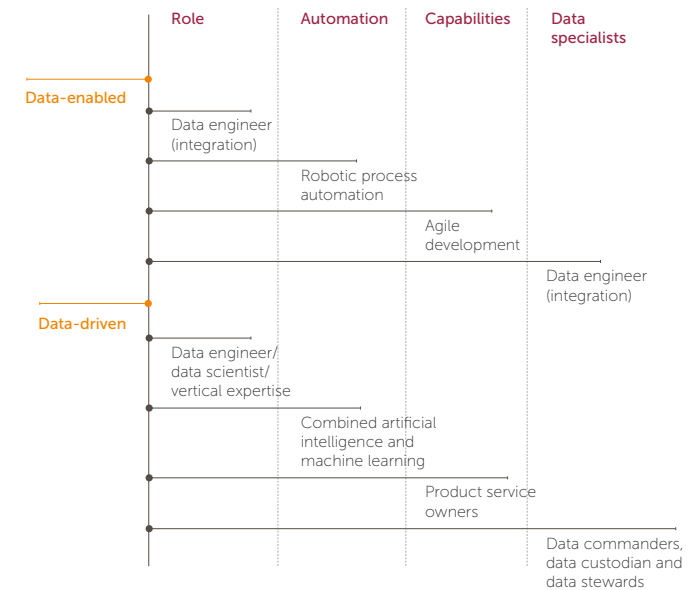 Role
Automation
Capabilities
Data
specialists
Data-enabled
Data engineer
(integration)
Robotic process
automation
Agile
development
Data engineer
(integration)
Data-driven
Data engineer/
data scientist/
vertical expertise
Combined artificial
intelligence and
machine learning
Product service
owners
Data commanders,
data custodian and
data stewards